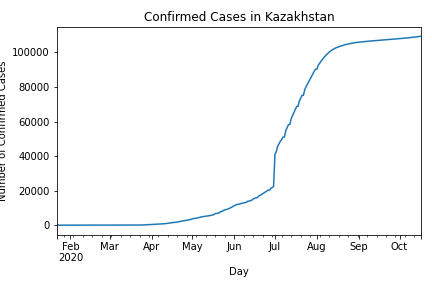 Confirmed Cases in Kazakhstan
Number of Confirmed Cases
100000
80000
60000
40000
20000
0
Feb Mar Apr May Jun Jul Aug Sep Oct
2020
Day